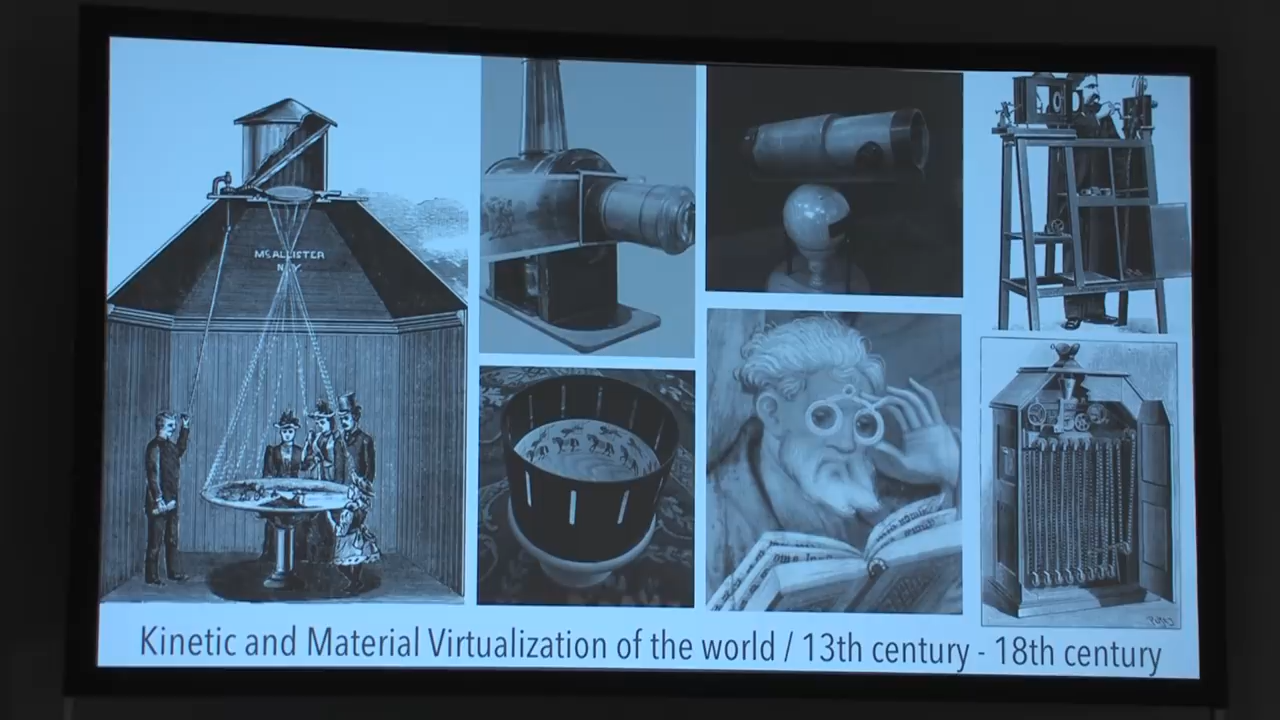 McALLISTER
N.Y
Kinetic and Material Virtualization of the world / 13th century - 18th century